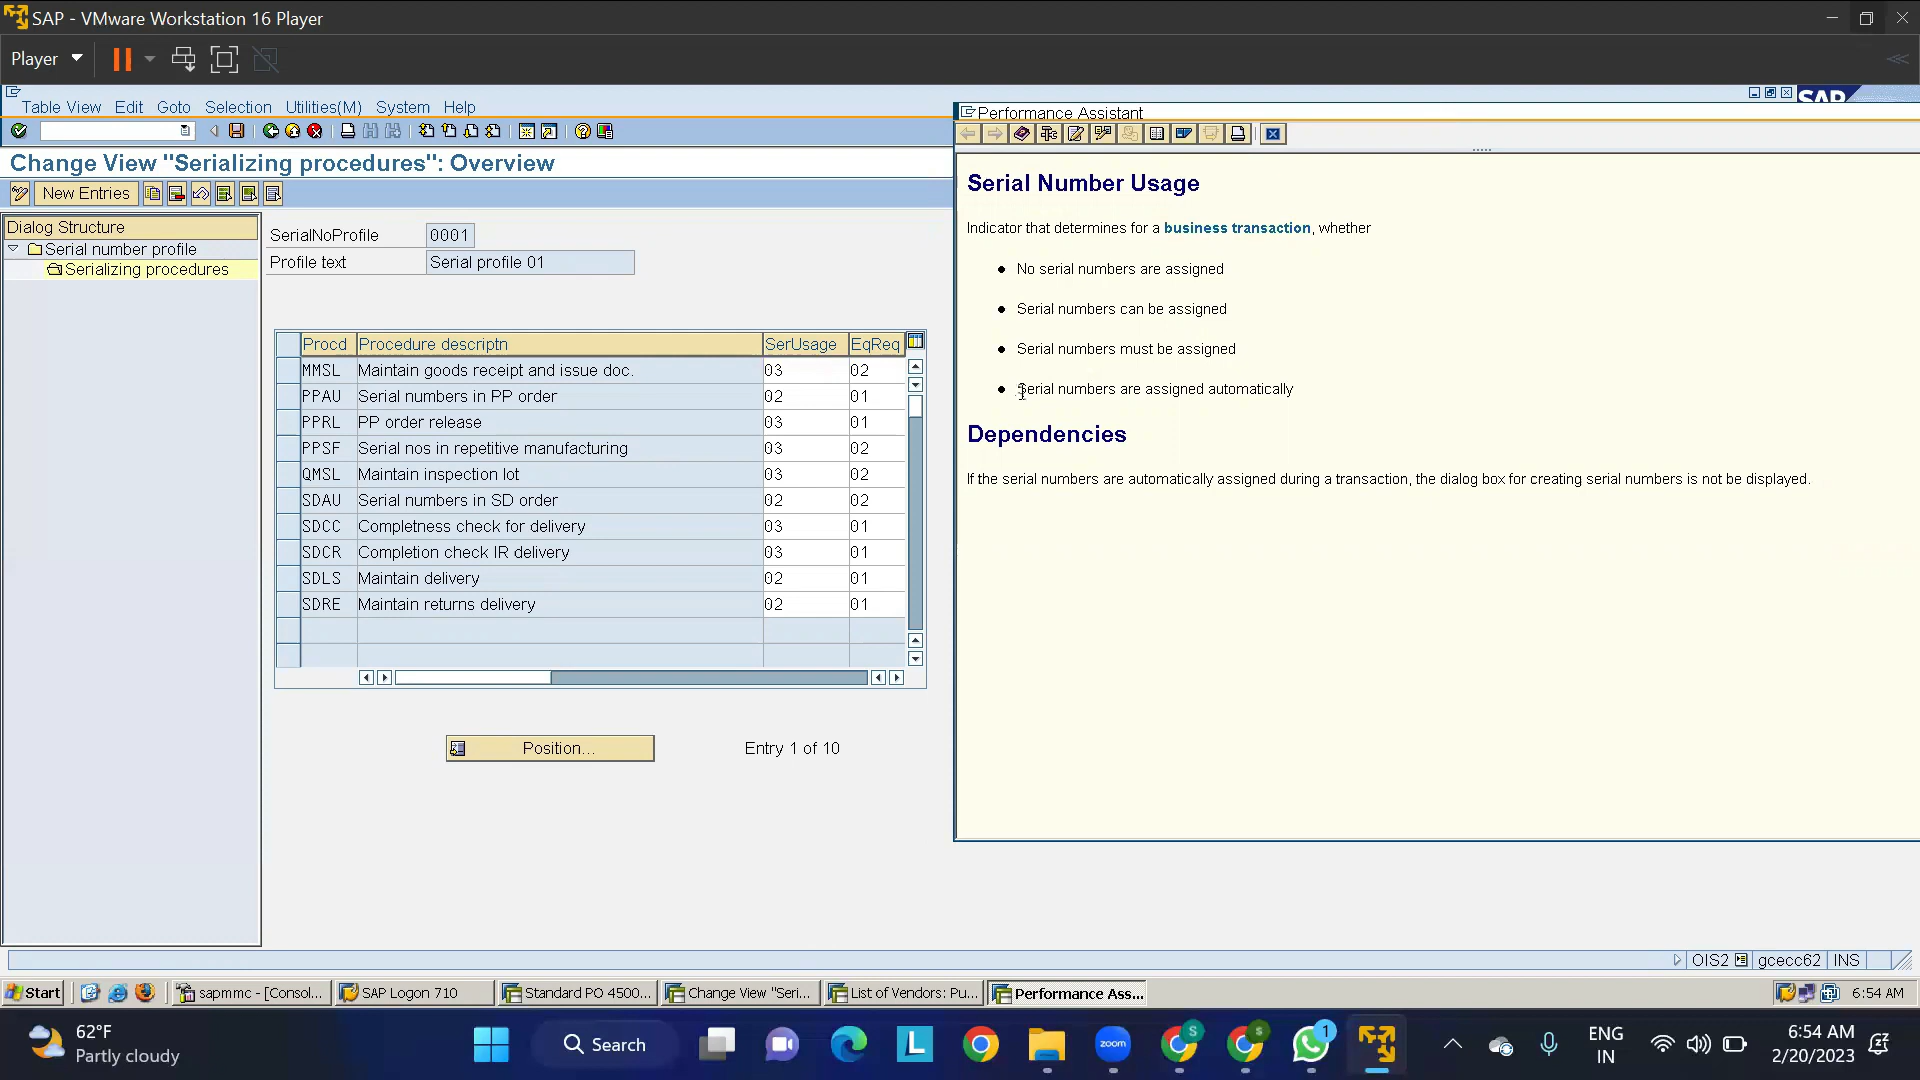 SAP - VMware Workstation 16 Player
Player
Table View Edit Goto Selection Utilities(M) System Help
SAP
Performance Assistant
Change View "Serializing procedures": Overview
New Entries
Dialog Structure
Serial number profile
Serializing procedures
SerialNoProfile 0001
Profile text Serial profile 01
Procd Procedure descriptn SerUsage EqReq
MMSL Maintain goods receipt and issue doc. 03 02
PPAU Serial numbers in PP order 02 01
PPRL PP order release 03 01
PPSF Serial nos in repetitive manufacturing 03 02
QMSL Maintain inspection lot 03 02
SDAU Serial numbers in SD order 02 02
SDCC Completness check for delivery 03 01
SDCR Completion check IR delivery 03 01
SDLS Maintain delivery 02 01
SDRE Maintain returns delivery 02 01
Position... Entry 1 of 10
Serial Number Usage
Indicator that determines for a business transaction, whether
No serial numbers are assigned
Serial numbers can be assigned
Serial numbers must be assigned
Serial numbers are assigned automatically
Dependencies
If the serial numbers are automatically assigned during a transaction, the dialog box for creating serial numbers is not be displayed.
OIS2 gcecc62 INS
Start sapmmc - [Consol... SAP Logon 710 Standard PO 4500... Change View "Seri... List of Vendors: Pu... Performance Ass... 6:54 AM
62°F
Partly cloudy
Search
L
zoom
S
S
1
ENG
IN
6:54 AM
2/20/2023